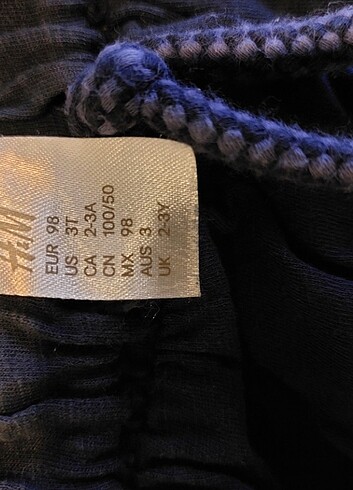 H&M
EUR 98
US 3T
CA 2-3A
CN 100/50
MX 98
AUS 3
UK 2-3Y